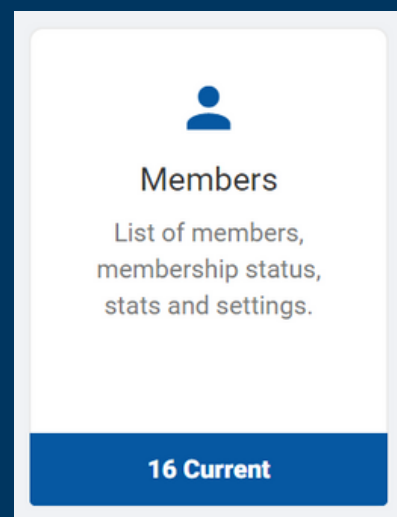 Members
List of members,
membership status,
stats and settings.
16 Current